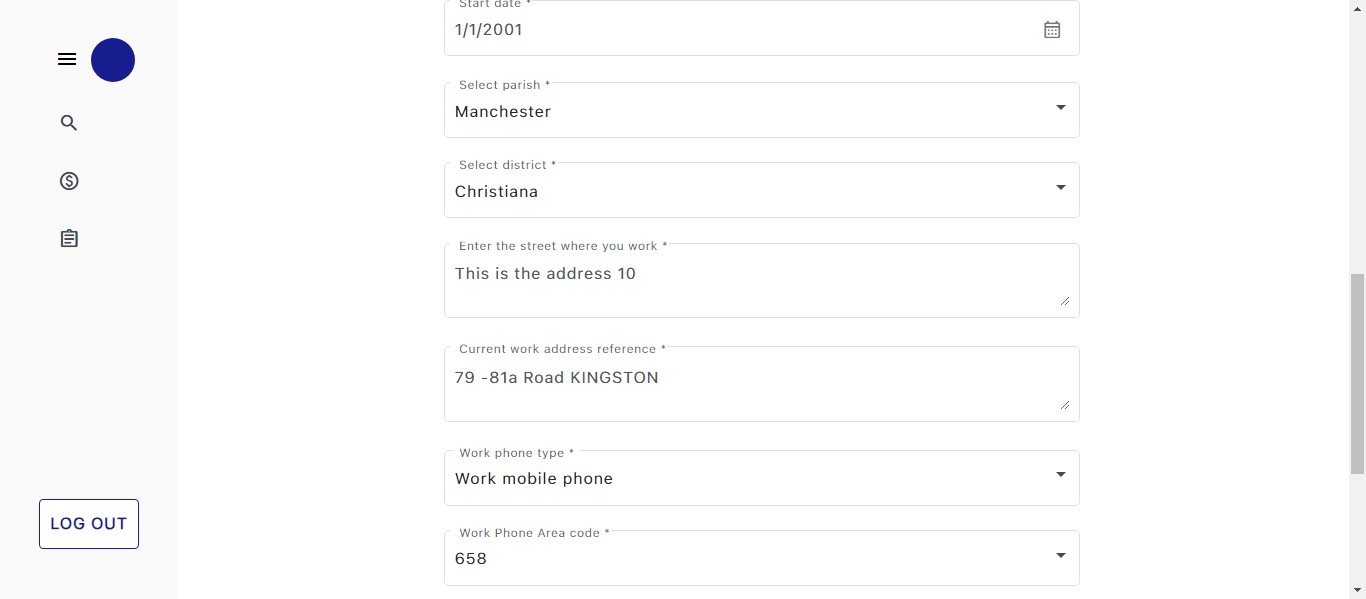 Start date *
1/1/2001
Select parish *
Manchester
Select district *
Christiana
Enter the street where you work *
This is the address 10
Current work address reference *
79 -81a Road KINGSTON
Work phone type *
Work mobile phone
Work Phone Area code *
658
LOG OUT